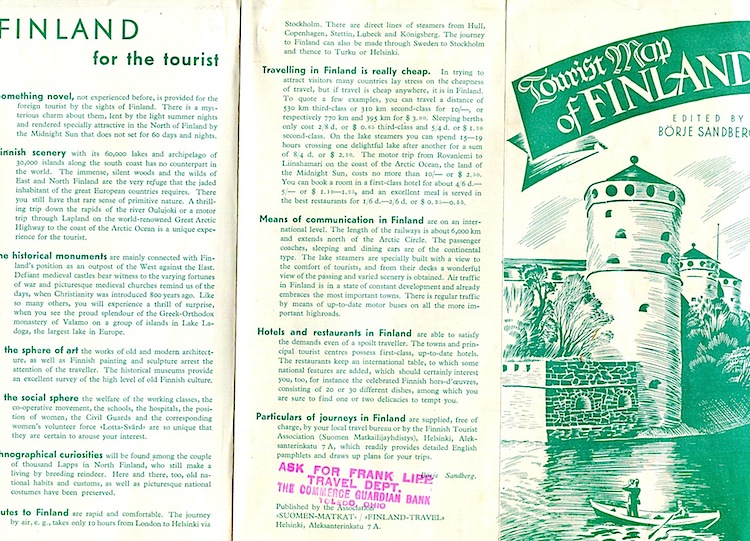 FINLAND
for the tourist
omething novel, not experienced before, is provided for the
foreign tourist by the sights of Finland. There is a mys-
terious charm about them, lent by the light summer nights
and rendered specially attractive in the North of Finland by
the Midnight Sun that does not set for 60 days and nights.
innish scenery with its 60,000 lakes and archipelago of
30,000 islands along the south coast has no counterpart in
the world. The immense, silent woods and the wilds of
East and North Finland are the very refuge that the jaded
inhabitant of the great European countries requires. There
you still have that rare sense of primitive nature. A thrill-
ing trip down the rapids of the river Oulujoki or a motor
trip through Lapland on the world-renowned Great Arctic
Highway to the coast of the Arctic Ocean is a unique expe-
rience for the tourist.
he historical monuments are mainly connected with Fin-
land's position as an outpost of the West against the East.
Defiant medieval castles bear witness to the varying fortunes
of war and picturesque medieval churches remind us of the
days, when Christianity was introduced 800 years ago. Like
so many others, you will experience a thrill of surprise,
when you see the proud splendour of the Greek-Orthodox
monastery of Valamo on a group of islands in Lake La-
doga, the largest lake in Europe.
the sphere of art the works of old and modern architect-
ure, as well as Finnish painting and sculpture arrest the
attention of the traveller. The historical museums provide
an excellent survey of the high level of old Finnish culture.
the social sphere the welfare of the working classes, the
co-operative movement, the schools, the hospitals, the posi-
tion of women, the Civil Guards and the corresponding
women's volunteer force «Lotta-Svärd» are so unique that
they are certain to arouse your interest.
hnographical curiosities will be found among the couple
of thousand Lapps in North Finland, who still make a
living by breeding reindeer. Here and there, too, old na-
tional habits and customs, as well as picturesque national
costumes have been preserved.
utes to Finland are rapid and comfortable. The journey
by air, e. g., takes only 10 hours from London to Helsinki via
Stockholm. There are direct lines of steamers from Hull,
Copenhagen, Stettin, Lubeck and Königsberg. The journey
to Finland can also be made through Sweden to Stockholm
and thence to Turku or Helsinki.
Travelling in Finland is really cheap. In trying to
attract visitors many countries lay stress on the cheapness
of travel, but if travel is cheap anywhere, it is in Finland.
To quote a few examples, you can travel a distance of
530 km third-class or 310 km second-class for 10/—, or
respectively 770 km and 395 km for $ 3.00. Sleeping berths
only cost 2/8 d, or $ 0,65 third-class and 5/4 d. or $ 1.30
second-class. On the lake steamers you can spend 15—19
hours crossing one delightful lake after another for a sum
of 8/4 d. or $ 2.10. The motor trip from Rovaniemi to
Liinahamari on the coast of the Arctic Ocean, the land of
the Midnight Sun, costs no more than 10/— or $ 2.50.
You can book a room in a first-class hotel for about 4/6 d.—
5/— or $ 1.10—1.25, and an excellent meal is served in
the best restaurants for 1/6 d.—2/6 d. or $ 0.35—0.55.
Means of communication in Finland are on an inter-
national level. The length of the railways is about 6,000 km
and extends north of the Arctic Circle. The passenger
coaches, sleeping and dining cars are of the continental
type. The lake steamers are specially built with a view to
the comfort of tourists, and from their decks a wonderful
view of the passing and varied scenery is obtained. Air traffic
in Finland is in a state of constant development and already
embraces the most important towns. There is regular traffic
by means of up-to-date motor buses on all the more im-
portant highroads.
Hotels and restaurants in Finland are able to satisfy
the demands even of a spoilt traveller. The towns and prin-
cipal tourist centres possess first-class, up-to-date hotels.
The restaurants keep an international table, to which some
national features are added, which should certainly interest
you, too, for instance the celebrated Finnish hors-d'œuvres,
consisting of 20 or 30 different dishes, among which you
are sure to find one or two delicacies to tempt you.
Particulars of journeys in Finland are supplied, free of
charge, by your local travel bureau or by the Finnish Tourist
Association (Suomen Matkailijayhdistys), Helsinki, Alek-
santerinkatu 7 A, which readily provides detailed English
pamphlets and draws up plans for your trips.
Börje Sandberg.
ASK FOR FRANK LIPE
TRAVEL DEPT.
THE COMMERCE GUARDIAN BANK
TOLEDO, OHIO
Published by the Association
«SUOMEN-MATKAT» / «FINLAND-TRAVEL»
Helsinki, Aleksanterinkatu 7 A.
Tourist Map
of FINLAND
EDITED BY
BÖRJE SANDBERG